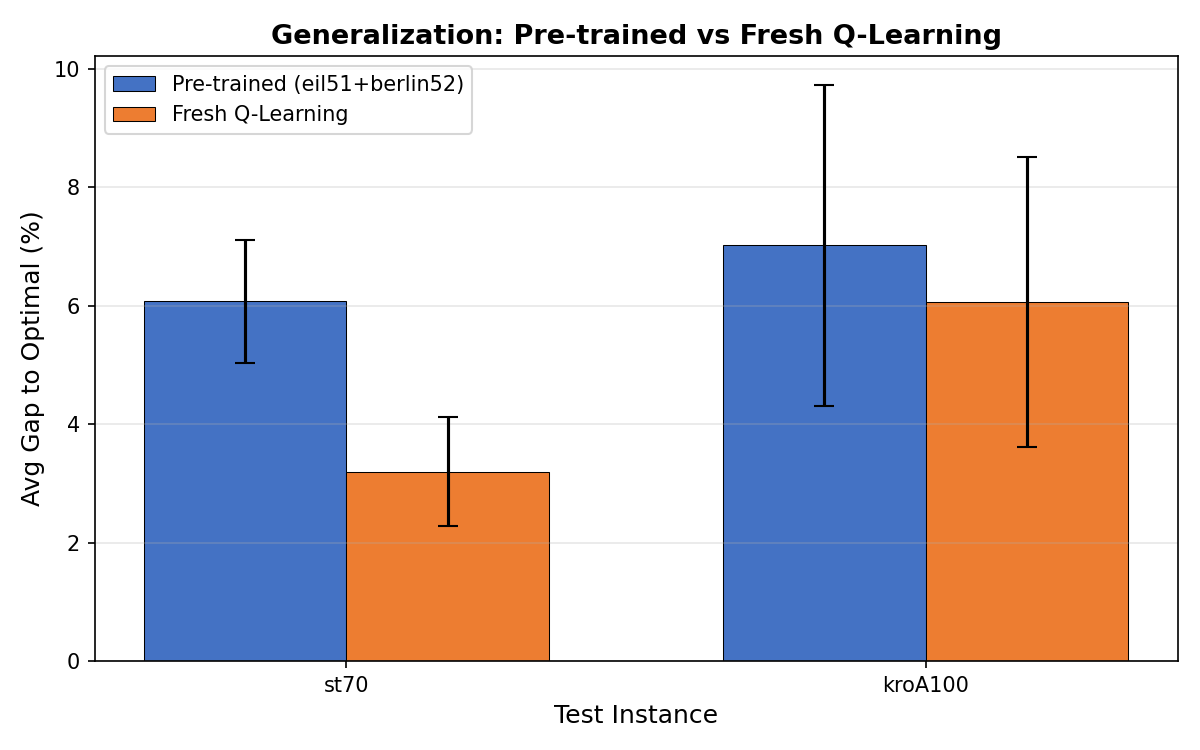 Generalization: Pre-trained vs Fresh Q-Learning
Pre-trained (eil51+berlin52)
Fresh Q-Learning
Avg Gap to Optimal (%)
10
8
6
4
2
0
st70 kroA100
Test Instance